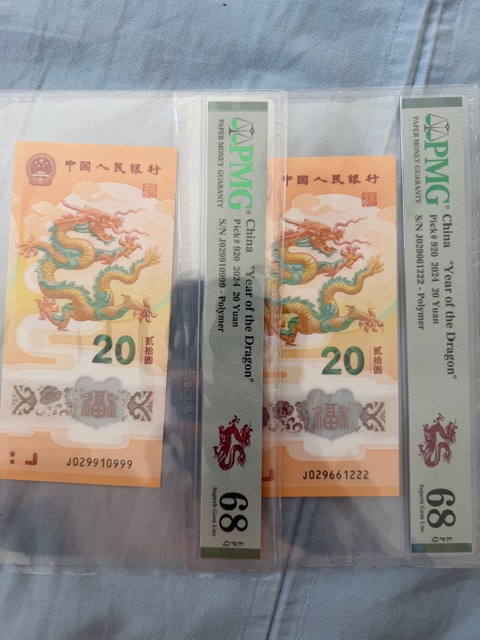 中国人民银行
20
贰拾圆
福
J029910999
PMG
PAPER MONEY GUARANTY
China "Year of the Dragon"
Pick# 920 2024 20 Yuan
S/N J029910999 - Polymer
68 EPQ
Superb Gem Unc
中国人民银行
20
贰拾圆
福
J029661222
PMG
PAPER MONEY GUARANTY
China "Year of the Dragon"
Pick# 920 2024 20 Yuan
S/N J029661222 - Polymer
68 EPQ
Superb Gem Unc